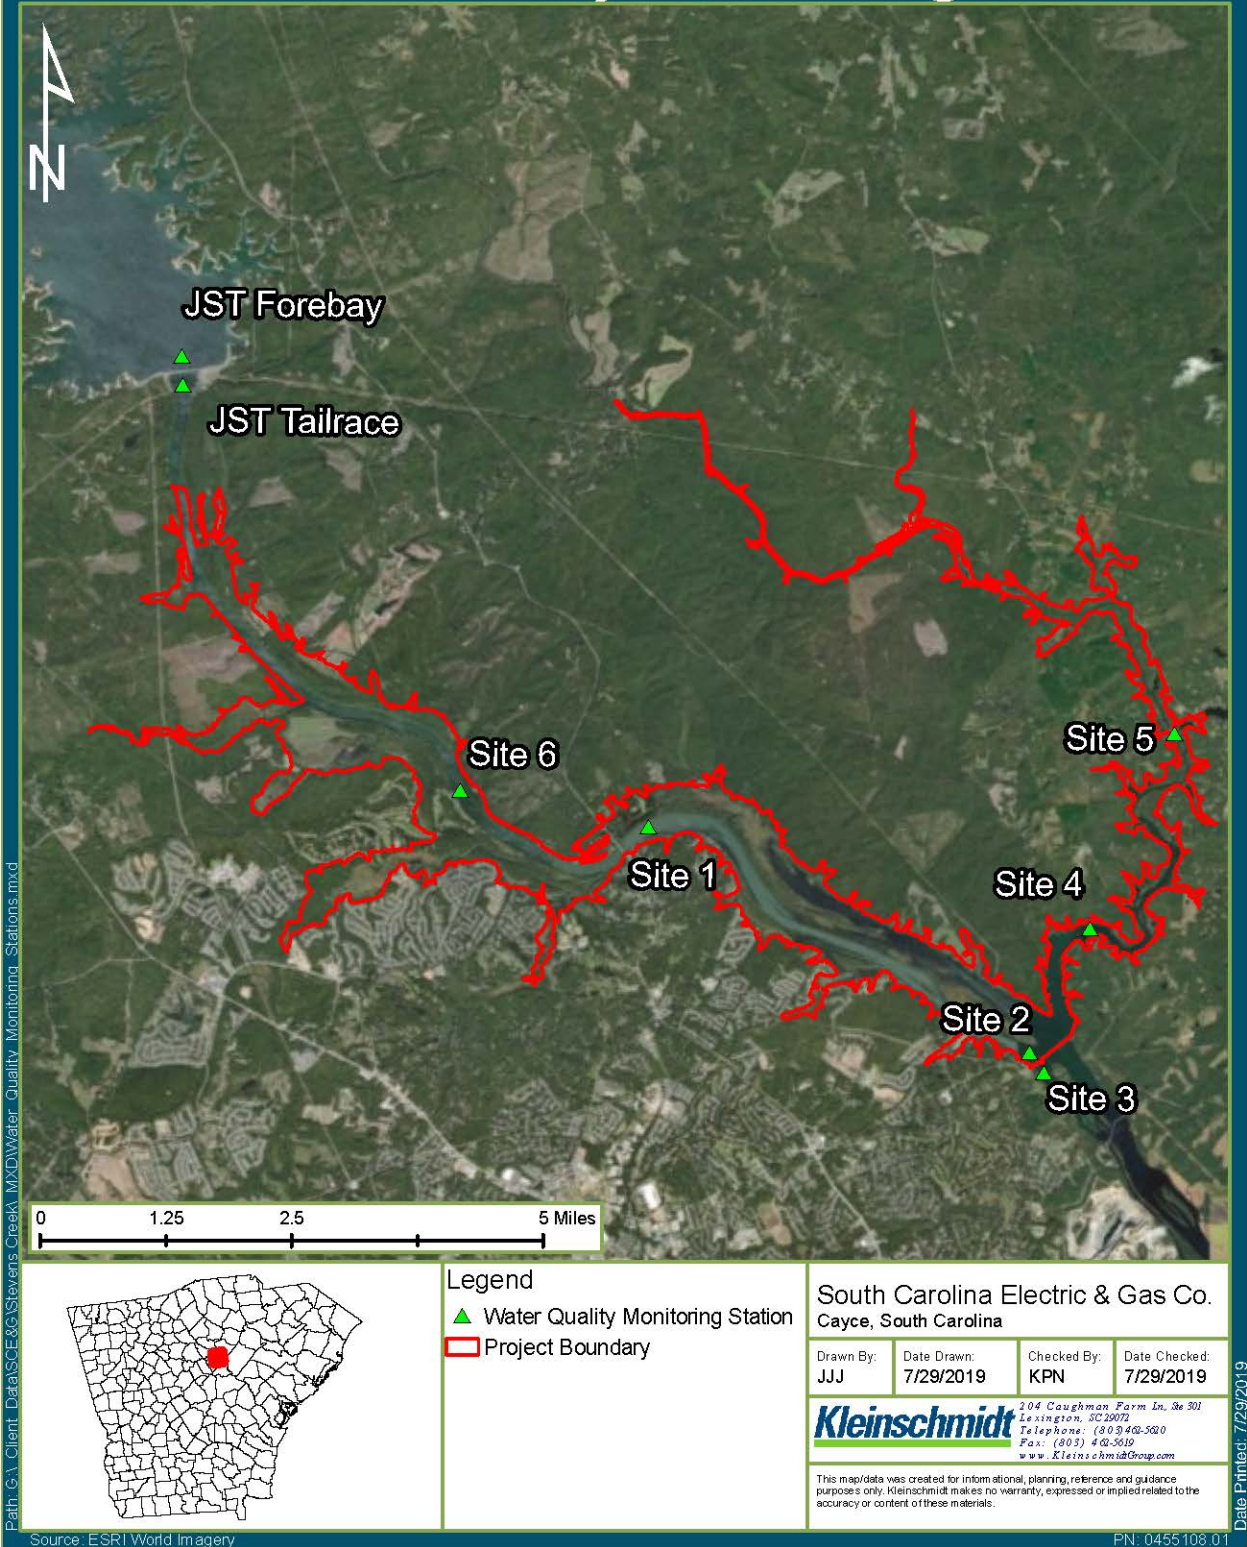 N
JST Forebay
JST Tailrace
Site 6
Site 5
Site 1
Site 4
Site 2
Site 3
0 1.25 2.5 5 Miles
Legend
Water Quality Monitoring Station
Project Boundary
South Carolina Electric & Gas Co.
Cayce, South Carolina
Drawn By:
JJJ
Date Drawn:
7/29/2019
Checked By:
KPN
Date Checked:
7/29/2019
Kleinschmidt
204 Caughman Farm Ln, Ste 301
Lexington, SC 29072
Telephone: (803) 462-5620
Fax: (803) 462-5619
www.KleinschmidtGroup.com
This map/data was created for informational, planning, reference and guidance
purposes only. Kleinschmidt makes no warranty, expressed or implied related to the
accuracy or content of these materials.
Path: G:\_Client_Data\SCE&G\Stevens Creek\_MXD\Water Quality Monitoring Stations.mxd
Date Printed: 7/29/2019
Source: ESRI World Imagery
PN: 0455108.01